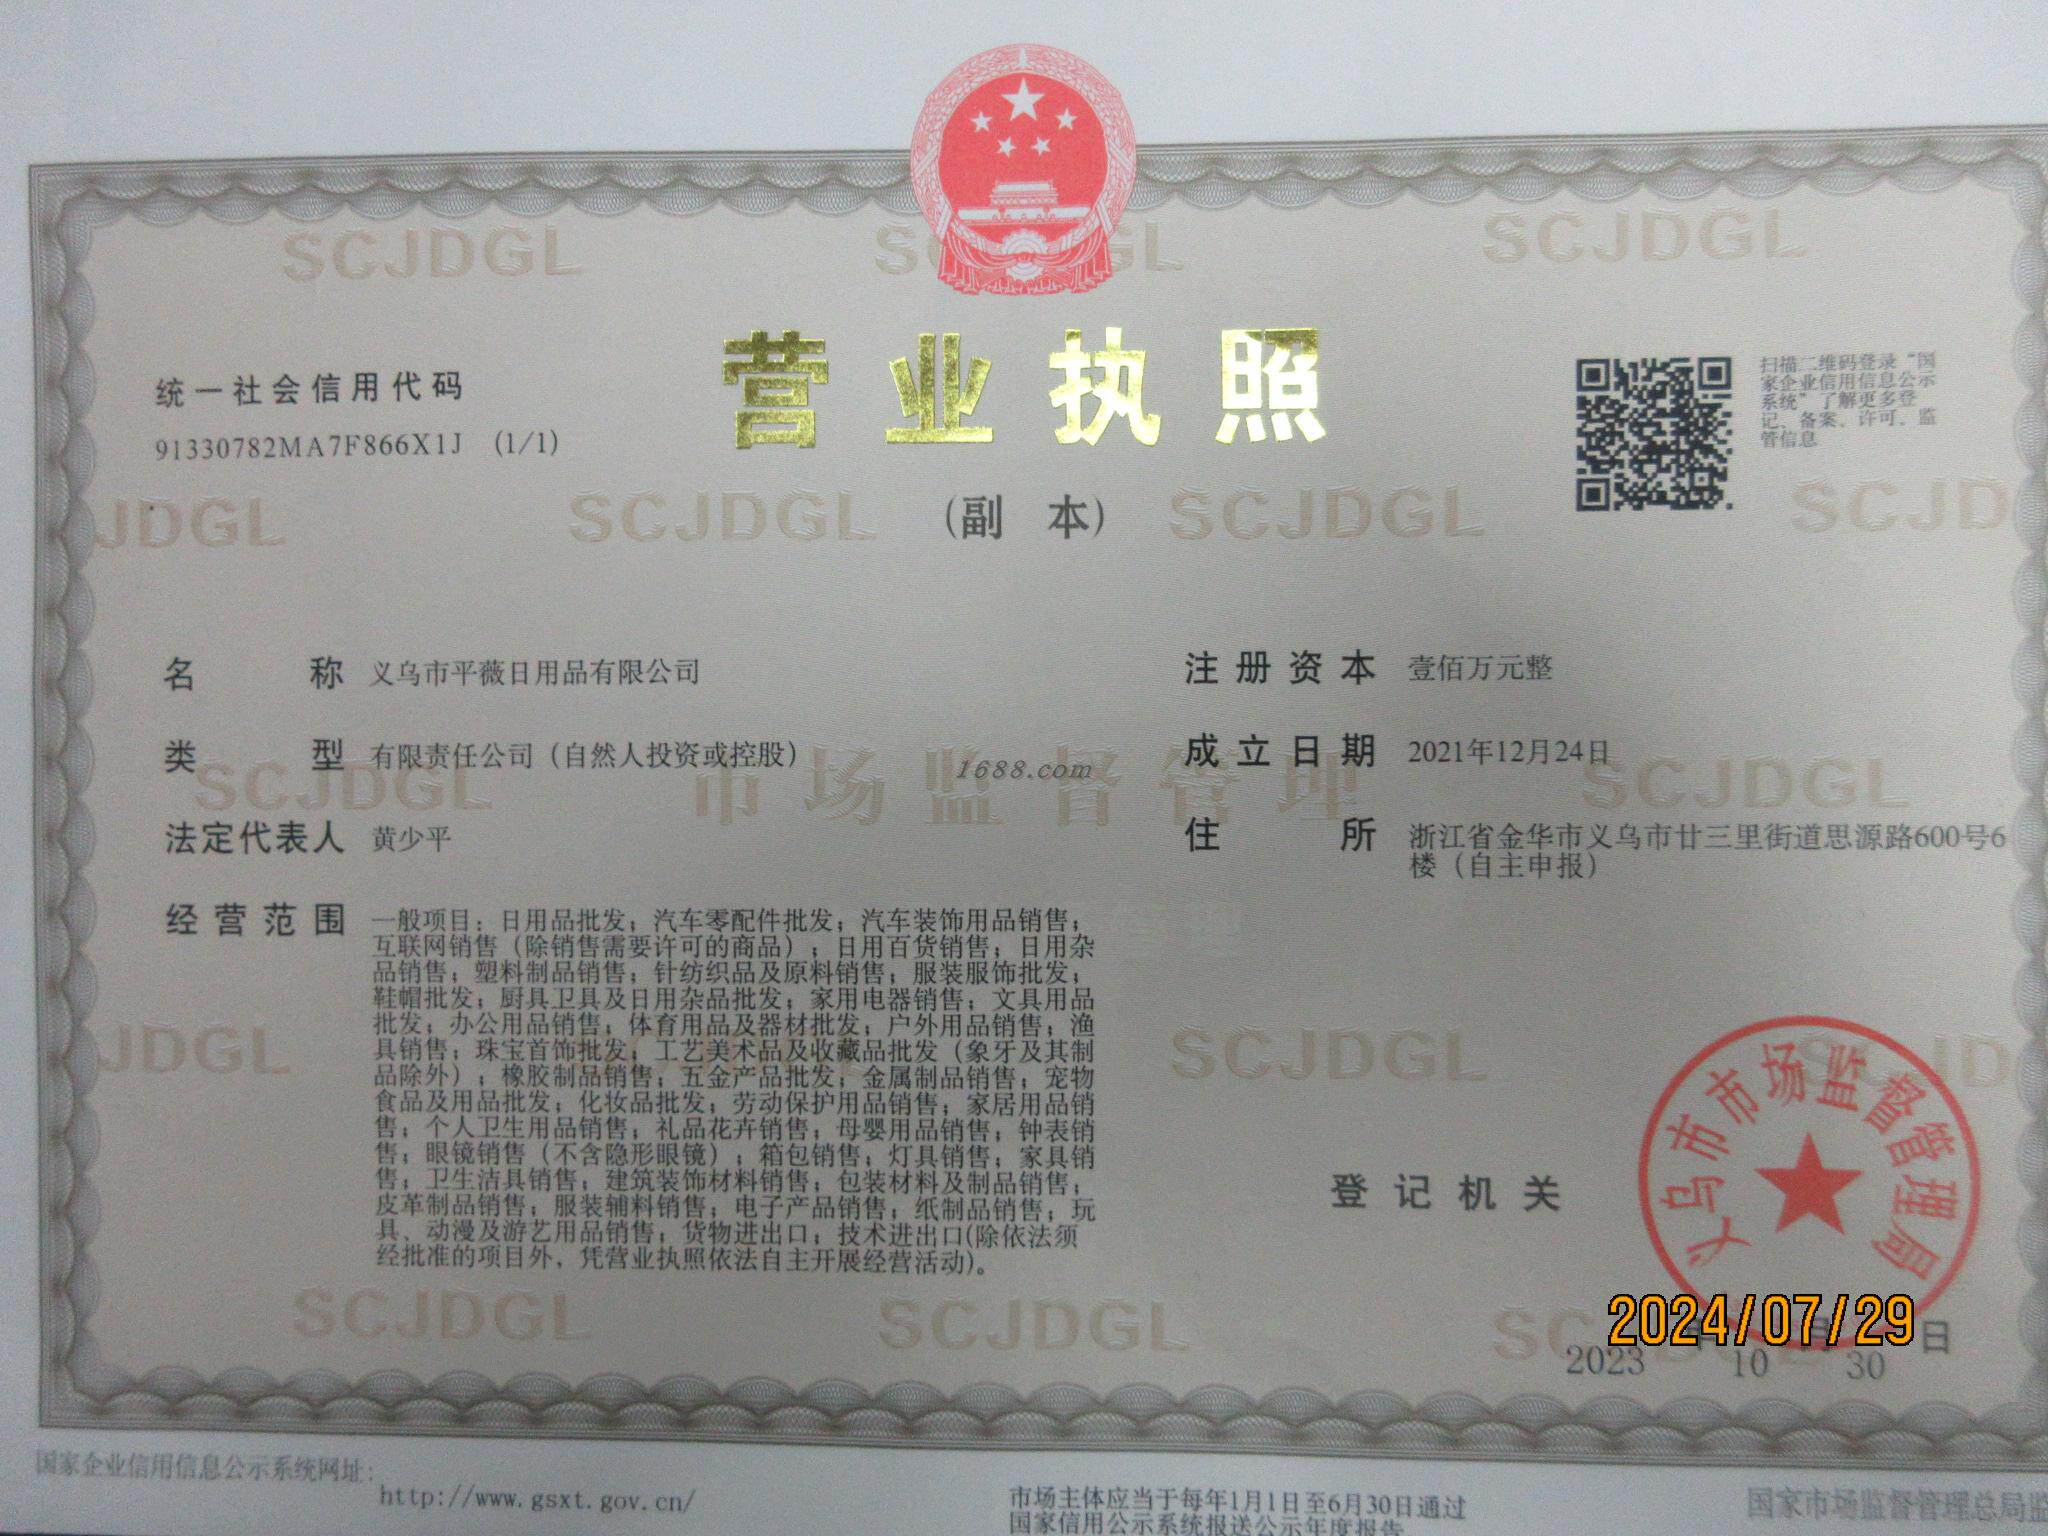 营业执照
(副 本)
统一社会信用代码
91330782MA7F866X1J (1/1)
扫描二维码登录“国
家企业信用信息公示
系统”了解更多登
记、备案、许可、监
管信息
名称 义乌市平薇日用品有限公司
类型 有限责任公司（自然人投资或控股）
法定代表人 黄少平
经营范围 一般项目：日用品批发；汽车零配件批发；汽车装饰用品销售；
互联网销售（除销售需要许可的商品）；日用百货销售；日用杂
品销售；塑料制品销售；针纺织品及原料销售；服装服饰批发；
鞋帽批发；厨具卫具及日用杂品批发；家用电器销售；文具用品
批发；办公用品销售；体育用品及器材批发；户外用品销售；渔
具销售；珠宝首饰批发；工艺美术品及收藏品批发（象牙及其制
品除外）；橡胶制品销售；五金产品批发；金属制品销售；宠物
食品及用品批发；化妆品批发；劳动保护用品销售；家居用品销
售；个人卫生用品销售；礼品花卉销售；母婴用品销售；钟表销
售；眼镜销售（不含隐形眼镜）；箱包销售；灯具销售；家具销
售；卫生洁具销售；建筑装饰材料销售；包装材料及制品销售；
皮革制品销售；服装辅料销售；电子产品销售；纸制品销售；玩
具、动漫及游艺用品销售；货物进出口；技术进出口(除依法须
经批准的项目外，凭营业执照依法自主开展经营活动)。
注册资本 壹佰万元整
成立日期 2021年12月24日
住所 浙江省金华市义乌市廿三里街道思源路600号6
楼（自主申报）
1688.com
市场监督管理
SCJDGL SCJDGL SCJDGL
JDGL SCJDGL SCJDGL SCJD
SCJDGL SCJDGL
JDGL SCJDGL
SCJDGL SCJDGL
登记机关
义乌市市场监督管理局
2024/07/29
2023 10 30日
国家企业信用信息公示系统网址：
http://www.gsxt.gov.cn/
市场主体应当于每年1月1日至6月30日通过
国家信用公示系统报送公示年度报告
国家市场监督管理总局监